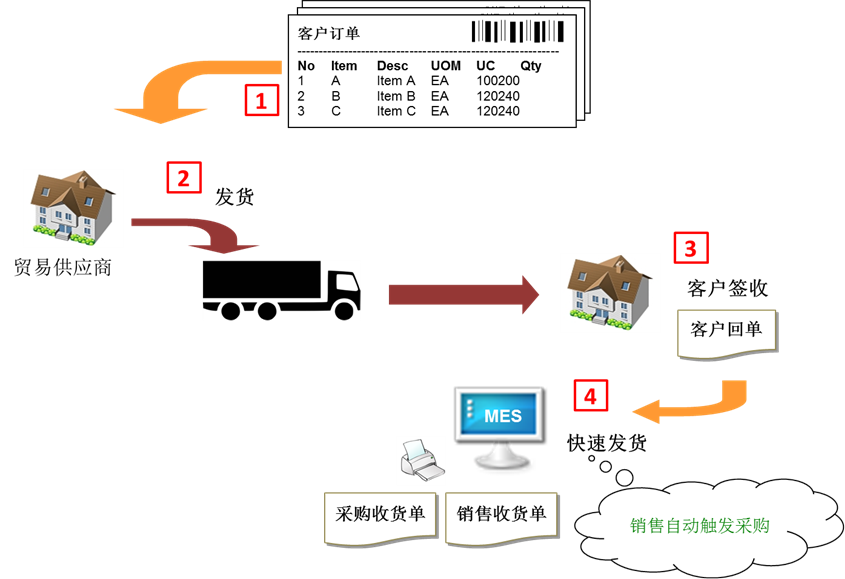 客户订单
No Item Desc UOM UC Qty
1 A Item A EA 100200
2 B Item B EA 120240
3 C Item C EA 120240
1
2
发货
贸易供应商
3
客户签收
客户回单
4
MES
快速发货
采购收货单
销售收货单
销售自动触发采购